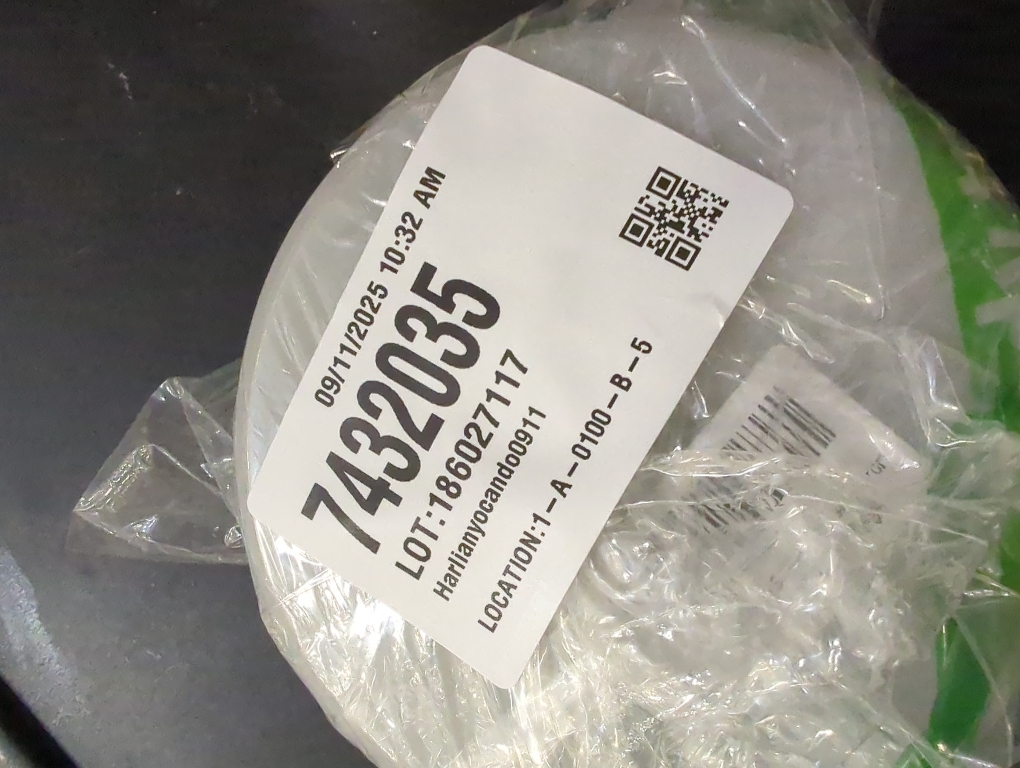 09/11/2025 10:32 AM
7432035
LOT:186027117
Harlianyocando0911
LOCATION:1-A-0100-B-5